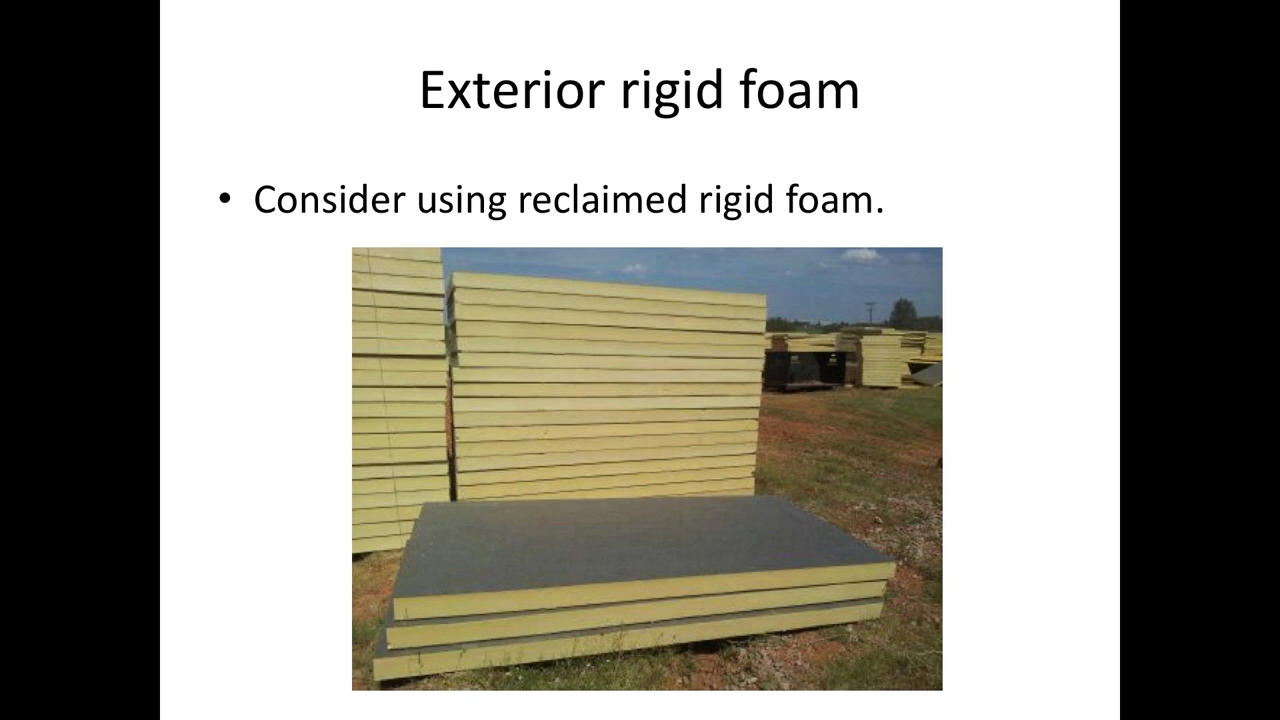 Exterior rigid foam
• Consider using reclaimed rigid foam.